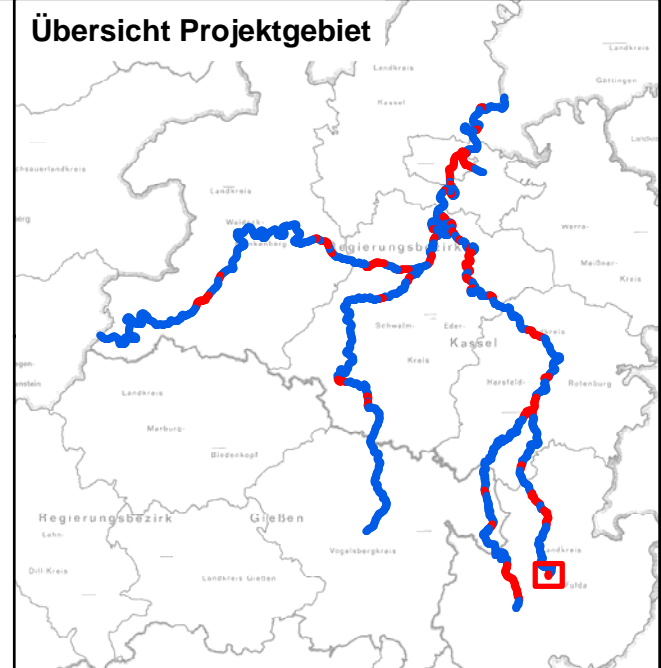 Übersicht Projektgebiet
Landkreis
Göttingen
Landkreis
Kassel
Landkreis
Waldeck-
Regierungsbezirk
Werra-
Meißner-
Kreis
Schwalm-
Eder-
Kreis
Kassel
Hersfeld-
Rotenburg
Landkreis
Marburg-
Biedenkopf
Regierungsbezirk
Gießen
Lahn-
Dill-Kreis
Landkreis Gießen
Vogelsbergkreis
Landkreis
Fulda